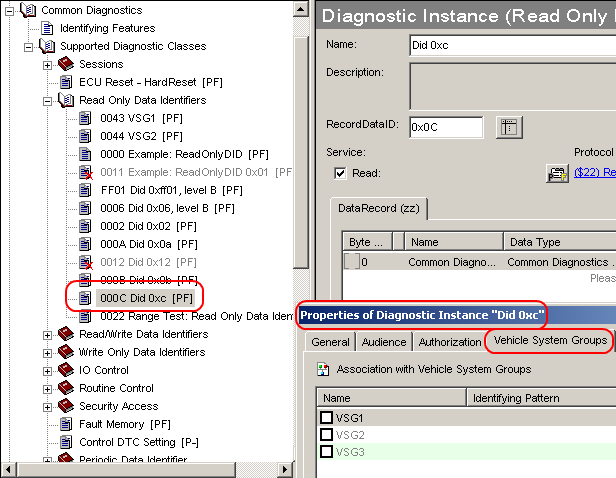 Common Diagnostics
Identifying Features
Supported Diagnostic Classes
Sessions
ECU Reset - HardReset [PF]
Read Only Data Identifiers
0043 VSG1 [PF]
0044 VSG2 [PF]
0000 Example: ReadOnlyDID [PF]
0011 Example: ReadOnlyDID 0x01 [PF]
FF01 Did 0xff01, level B [PF]
0006 Did 0x06, level B [PF]
0002 Did 0x02 [PF]
000A Did 0x0a [PF]
0012 Did 0x12 [PF]
000B Did 0x0b [PF]
000C Did 0xc [PF]
0022 Range Test: Read Only Data Iden
Read/Write Data Identifiers
Write Only Data Identifiers
IO Control
Routine Control
Security Access
Fault Memory [PF]
Control DTC Setting [P-]
Periodic Data Identifier
Diagnostic Instance (Read Only
Name: Did 0xc
Description:
RecordDataID: 0x0C
Service: Protocol
Read: ($22) Re
DataRecord (zz)
Byte ... Name Data Type
0 Common Diagno... Common Diagnostics .
Pleas
Properties of Diagnostic Instance "Did 0xc"
General Audience Authorization Vehicle System Groups
Association with Vehicle System Groups
Name Identifying Pattern
VSG1
VSG2
VSG3